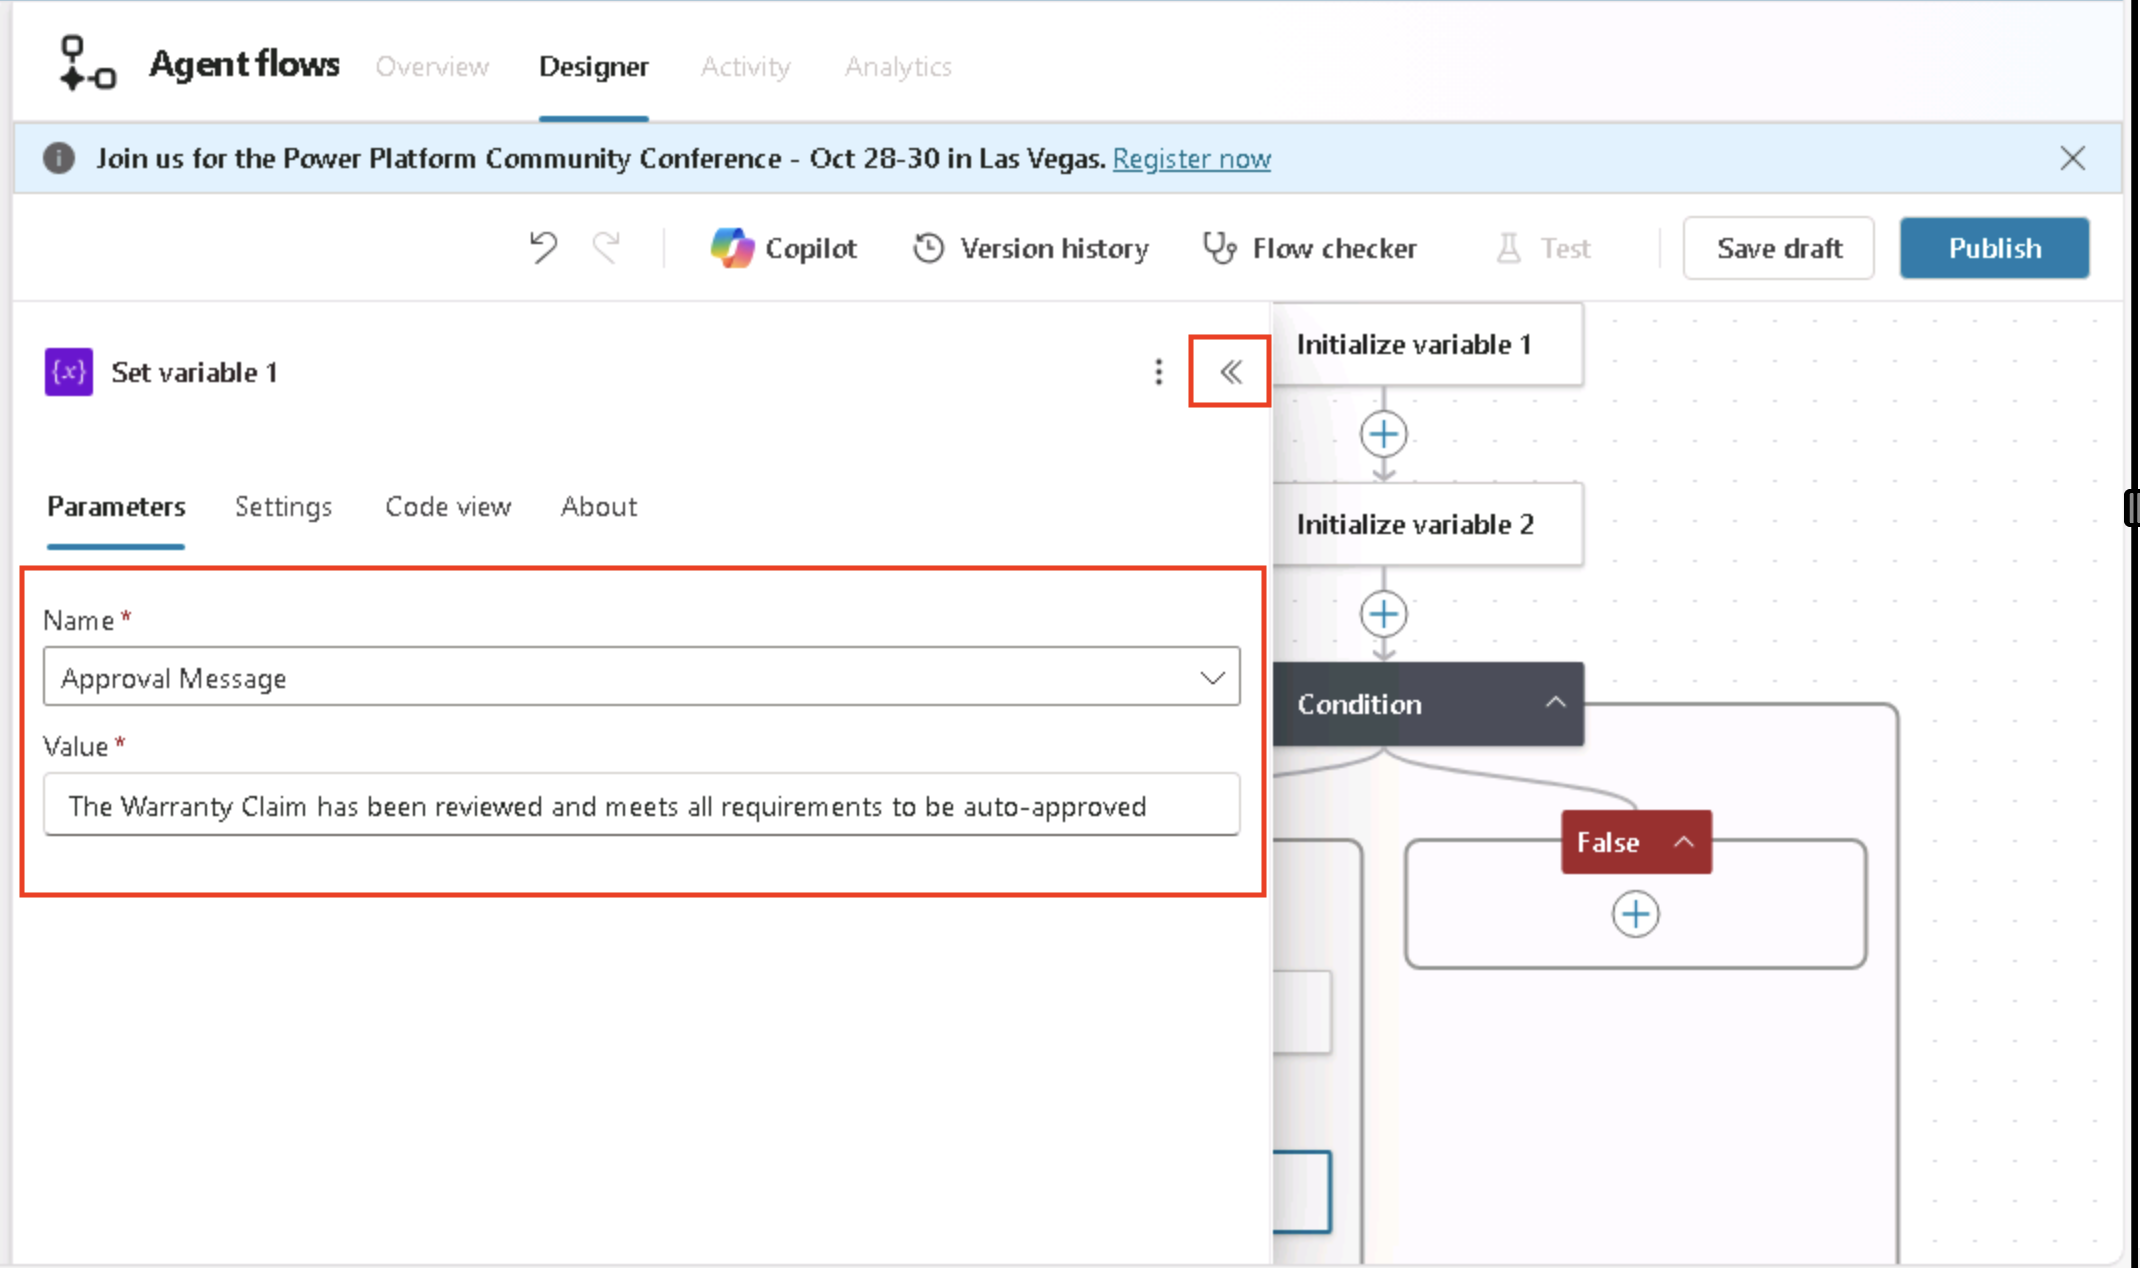 Agent flows Overview Designer Activity Analytics
Join us for the Power Platform Community Conference - Oct 28-30 in Las Vegas. Register now
Copilot Version history Flow checker Test Save draft Publish
{x} Set variable 1
Parameters Settings Code view About
Name *
Approval Message
Value *
The Warranty Claim has been reviewed and meets all requirements to be auto-approved
Initialize variable 1
Initialize variable 2
Condition
False